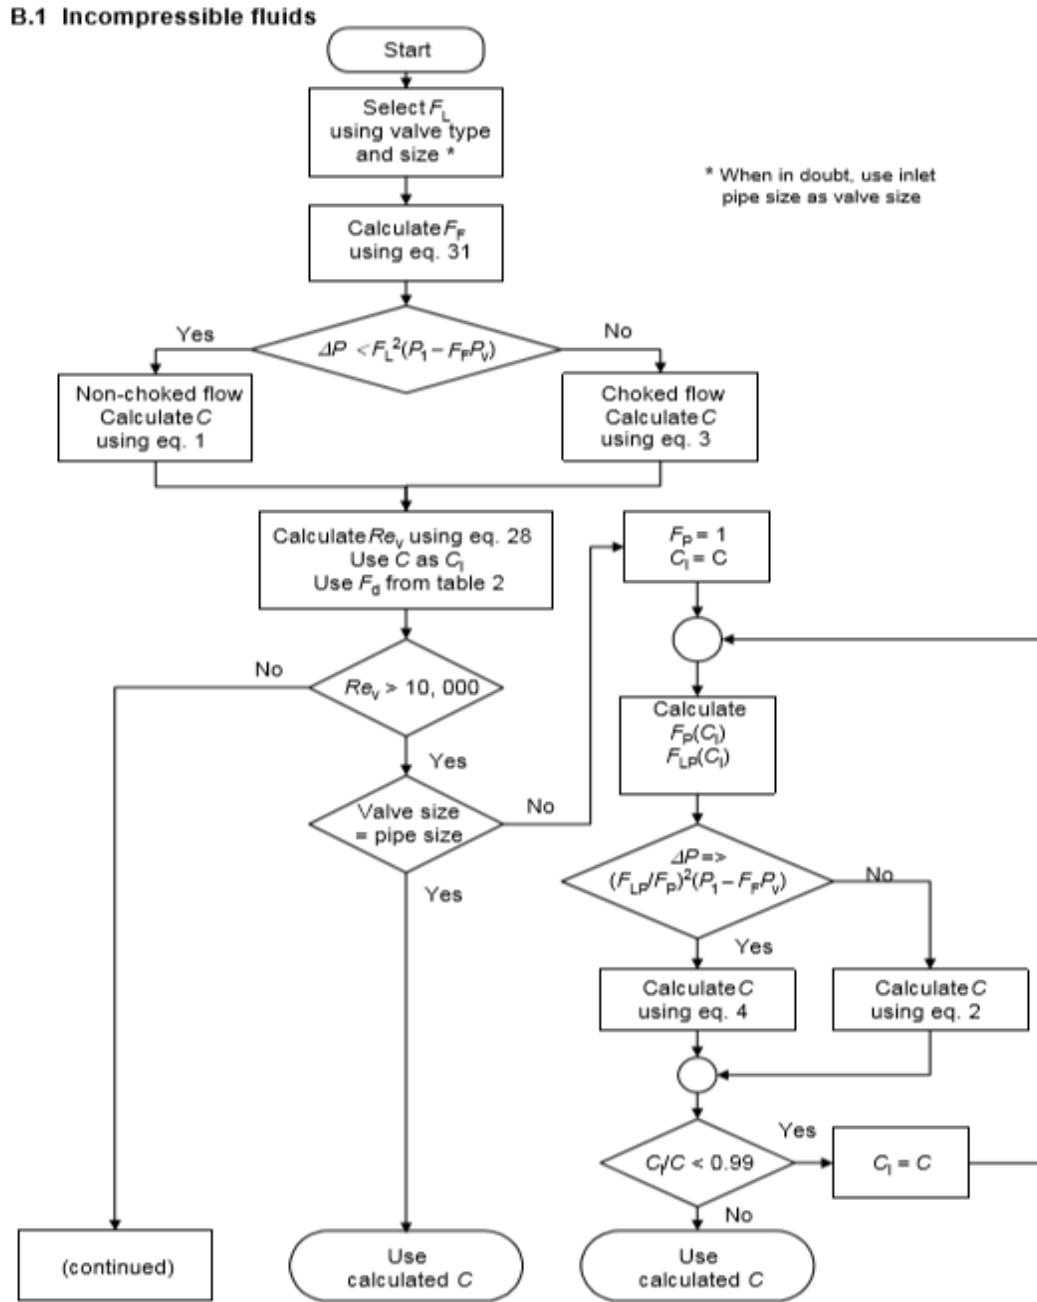 B.1 Incompressible fluids
Start
Select F_L
using valve type
and size *
* When in doubt, use inlet
pipe size as valve size
Calculate F_F
using eq. 31
Yes
No
ΔP < F_L²(P₁ – F_F P_v)
Non-choked flow
Calculate C
using eq. 1
Choked flow
Calculate C
using eq. 3
Calculate Re_v using eq. 28
Use C as C_I
Use F_d from table 2
F_P = 1
C_I = C
No
Re_v > 10, 000
Yes
Calculate
F_P(C_I)
F_LP(C_I)
Valve size
= pipe size
No
Yes
ΔP =>
(F_LP/F_P)²(P₁ – F_F P_v)
No
Yes
Calculate C
using eq. 4
Calculate C
using eq. 2
C_I/C < 0.99
Yes
C_I = C
No
(continued)
Use
calculated C
Use
calculated C